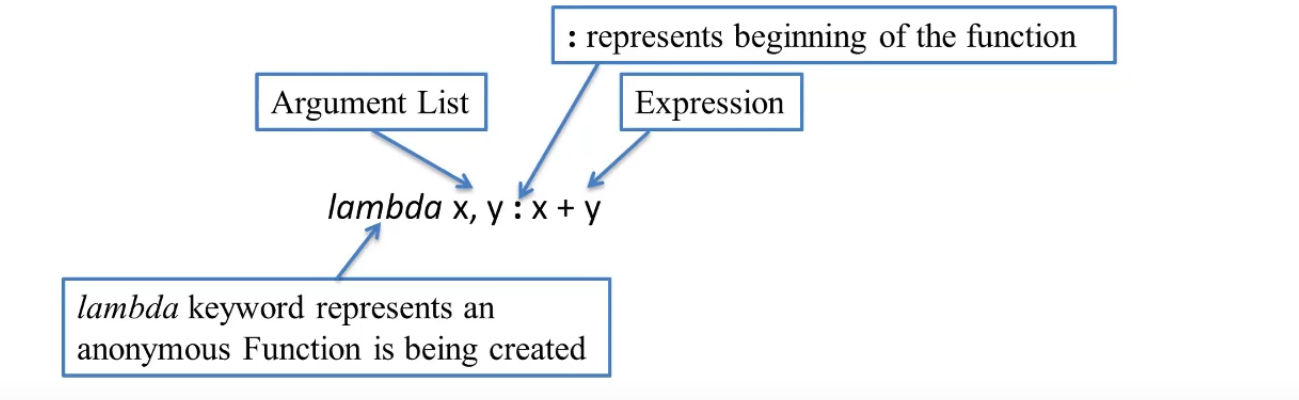 : represents beginning of the function
Argument List
Expression
lambda x, y : x + y
lambda keyword represents an
anonymous Function is being created